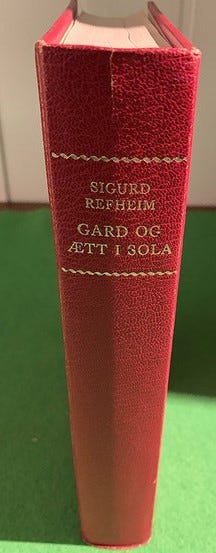 SIGURD
REFHEIM
GARD OG
ÆTT I SOLA